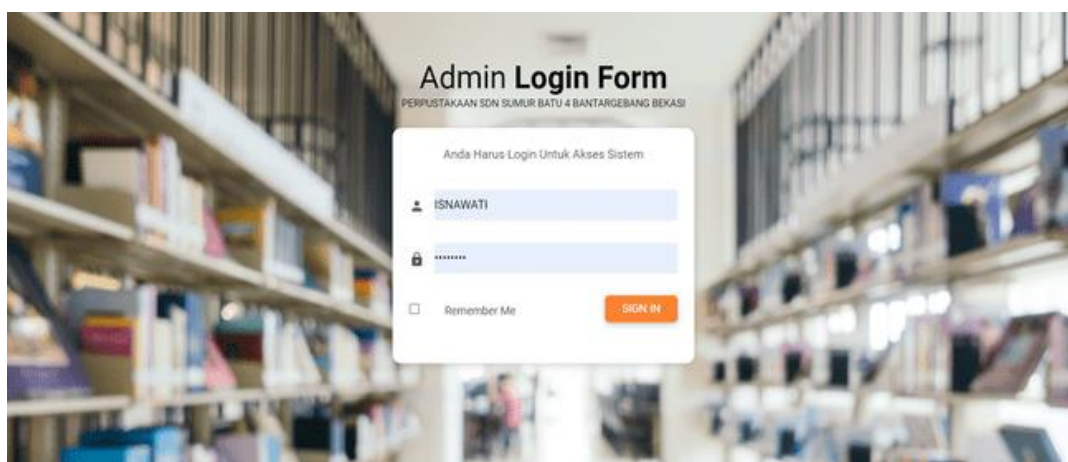 Admin Login Form
PERPUSTAKAAN SDN SUMUR BATU 4 BANTARGEBANG BEKASI
Anda Harus Login Untuk Akses Sistem
ISNAWATI
••••••••
Remember Me
SIGN IN